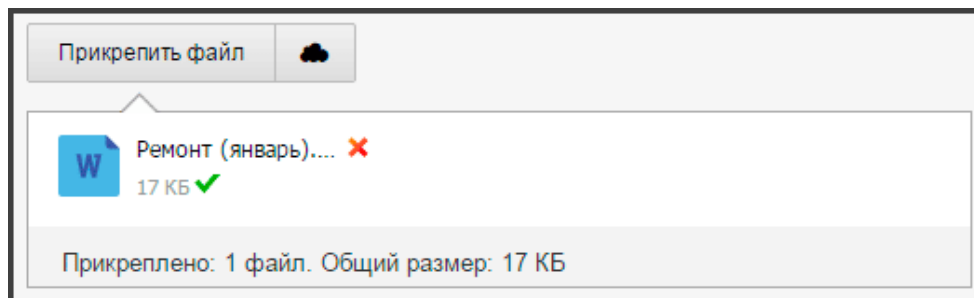 Прикрепить файл
Ремонт (январь)....
W
17 КБ
Прикреплено: 1 файл. Общий размер: 17 КБ